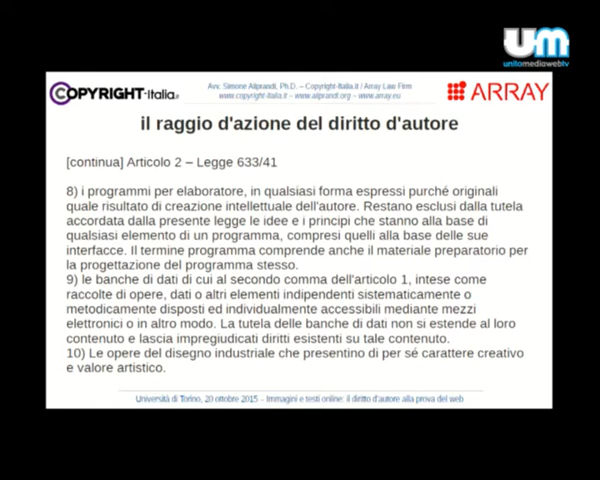 um
unitomediawebtv
COPYRIGHT-Italia.it
Avv. Simone Aliprandi, Ph.D. – Copyright-Italia.it / Array Law Firm
www.copyright-italia.it – www.aliprandi.org – www.array.eu
ARRAY
il raggio d'azione del diritto d'autore
[continua] Articolo 2 – Legge 633/41
8) i programmi per elaboratore, in qualsiasi forma espressi purché originali
quale risultato di creazione intellettuale dell'autore. Restano esclusi dalla tutela
accordata dalla presente legge le idee e i principi che stanno alla base di
qualsiasi elemento di un programma, compresi quelli alla base delle sue
interfacce. Il termine programma comprende anche il materiale preparatorio per
la progettazione del programma stesso.
9) le banche di dati di cui al secondo comma dell'articolo 1, intese come
raccolte di opere, dati o altri elementi indipendenti sistematicamente o
metodicamente disposti ed individualmente accessibili mediante mezzi
elettronici o in altro modo. La tutela delle banche di dati non si estende al loro
contenuto e lascia impregiudicati diritti esistenti su tale contenuto.
10) Le opere del disegno industriale che presentino di per sé carattere creativo
e valore artistico.
Università di Torino, 20 ottobre 2015 – Immagini e testi online: il diritto d'autore alla prova del web